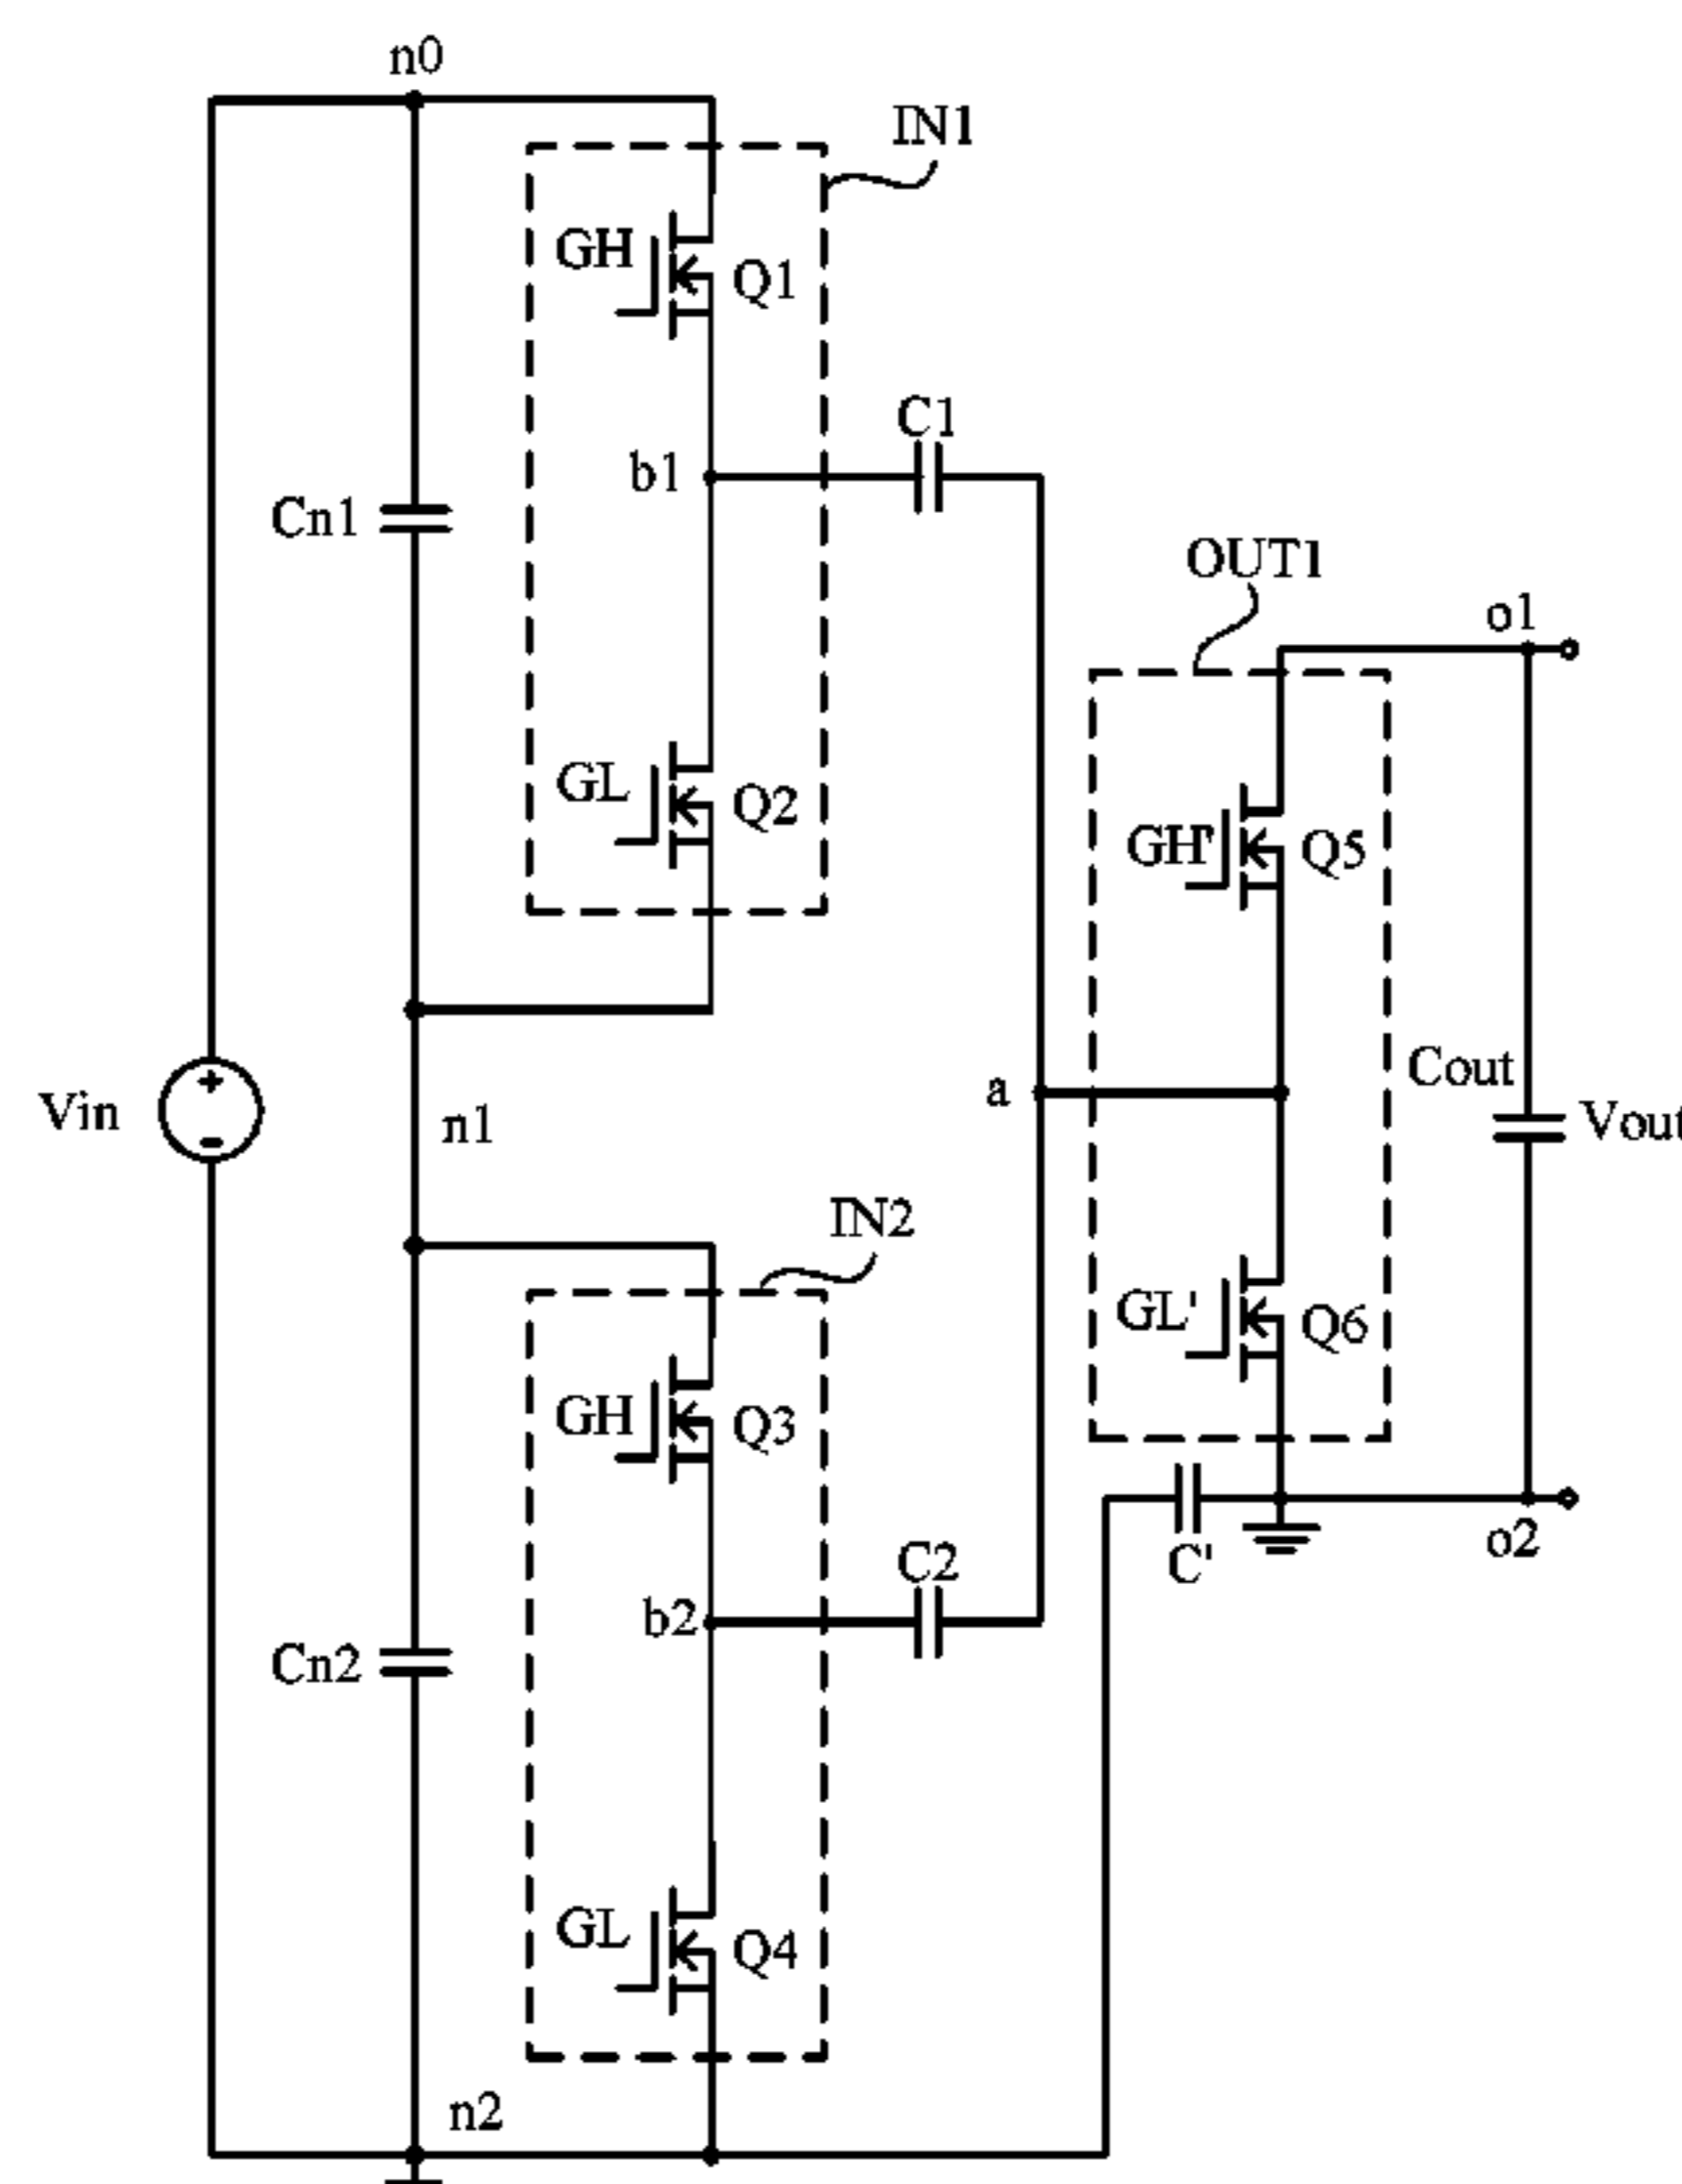 n0
IN1
GH
Q1
C1
b1
Cn1
OUT1
o1
GL
Q2
GH'
Q5
Cout
a
Vin
n1
Vout
IN2
GL'
Q6
GH
Q3
C'
o2
C2
b2
Cn2
GL
Q4
n2